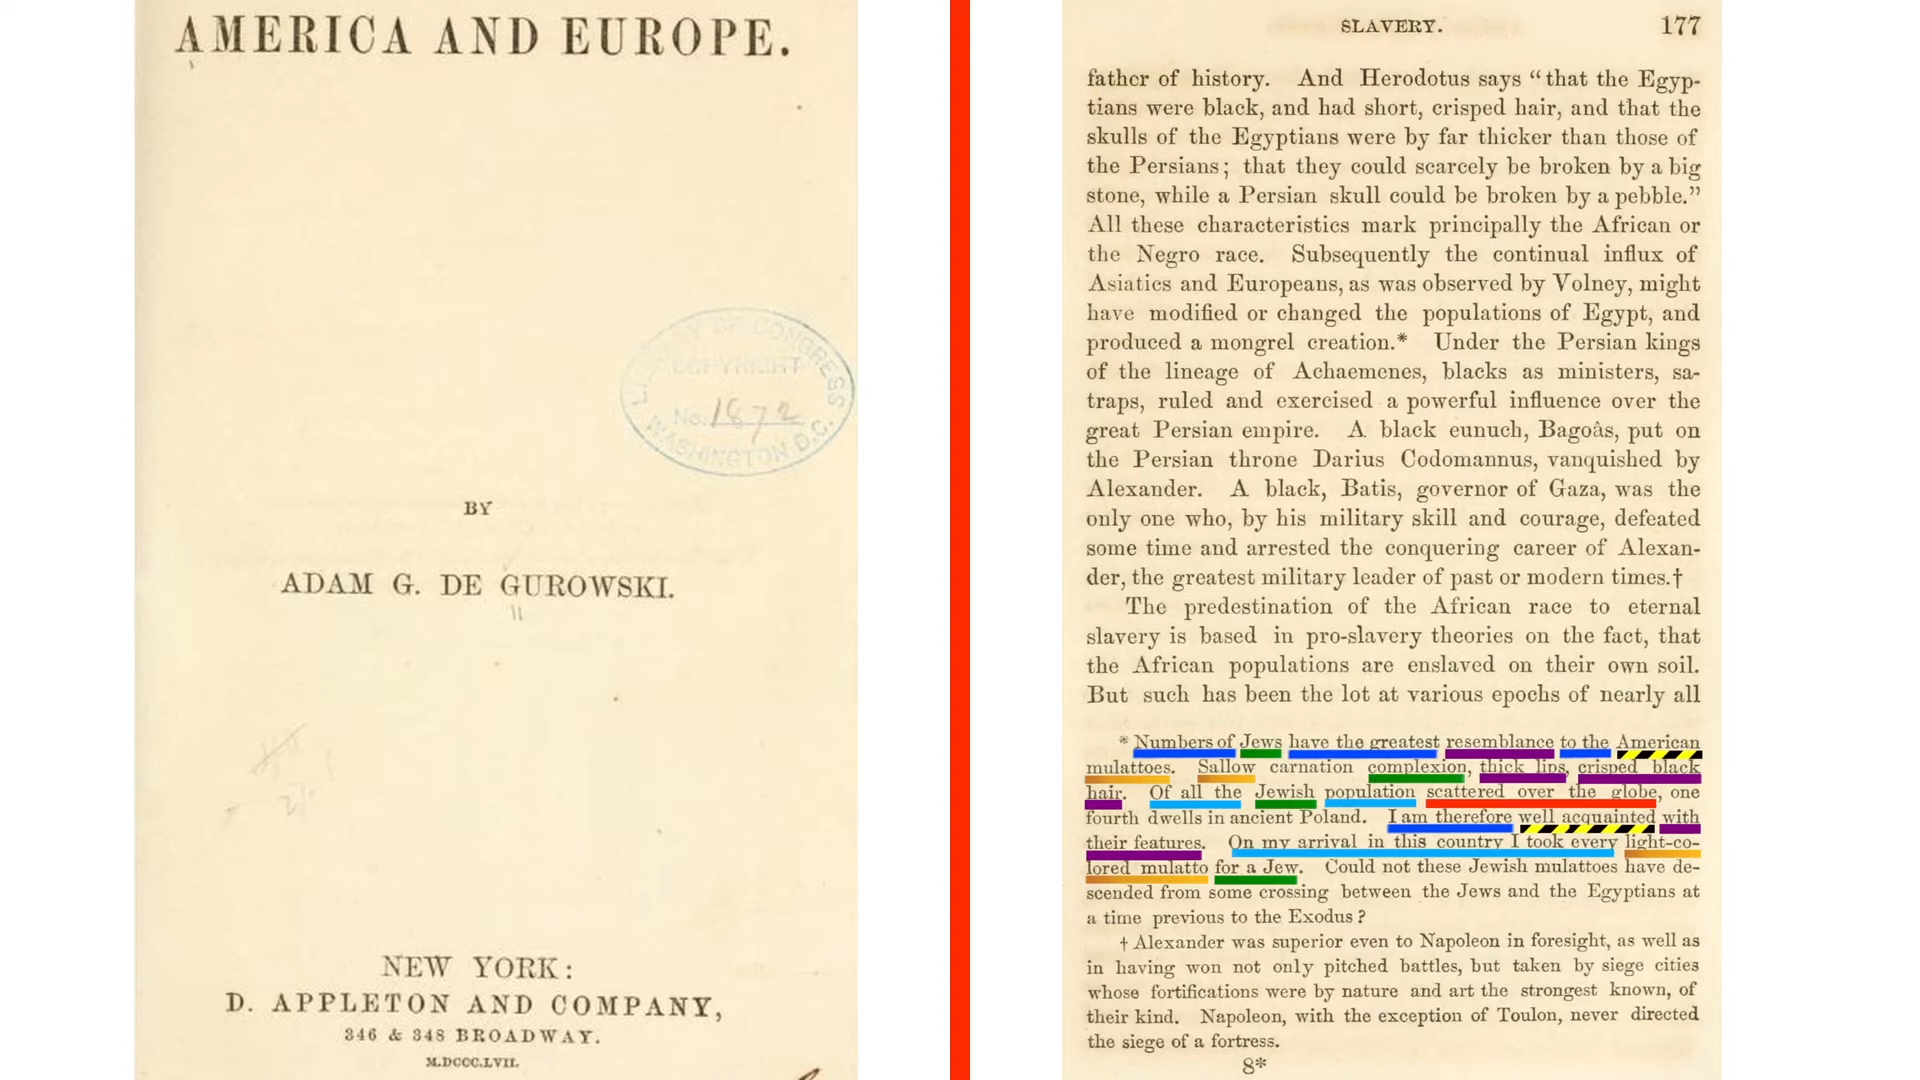 AMERICA AND EUROPE.
LIBRARY OF CONGRESS
COPYRIGHT
No. 1872
WASHINGTON D.C.
BY
ADAM G. DE GUROWSKI.
NEW YORK:
D. APPLETON AND COMPANY,
346 & 348 BROADWAY.
M.DCCC.LVII.
SLAVERY. 177
father of history. And Herodotus says “that the Egyp-
tians were black, and had short, crisped hair, and that the
skulls of the Egyptians were by far thicker than those of
the Persians; that they could scarcely be broken by a big
stone, while a Persian skull could be broken by a pebble.”
All these characteristics mark principally the African or
the Negro race. Subsequently the continual influx of
Asiatics and Europeans, as was observed by Volney, might
have modified or changed the populations of Egypt, and
produced a mongrel creation.* Under the Persian kings
of the lineage of Achaemenes, blacks as ministers, sa-
traps, ruled and exercised a powerful influence over the
great Persian empire. A black eunuch, Bagoâs, put on
the Persian throne Darius Codomannus, vanquished by
Alexander. A black, Batis, governor of Gaza, was the
only one who, by his military skill and courage, defeated
some time and arrested the conquering career of Alexan-
der, the greatest military leader of past or modern times.†
The predestination of the African race to eternal
slavery is based in pro-slavery theories on the fact, that
the African populations are enslaved on their own soil.
But such has been the lot at various epochs of nearly all
* Numbers of Jews have the greatest resemblance to the American
mulattoes. Sallow carnation complexion, thick lips, crisped black
hair. Of all the Jewish population scattered over the globe, one
fourth dwells in ancient Poland. I am therefore well acquainted with
their features. On my arrival in this country I took every light-co-
lored mulatto for a Jew. Could not these Jewish mulattoes have de-
scended from some crossing between the Jews and the Egyptians at
a time previous to the Exodus?
† Alexander was superior even to Napoleon in foresight, as well as
in having won not only pitched battles, but taken by siege cities
whose fortifications were by nature and art the strongest known, of
their kind. Napoleon, with the exception of Toulon, never directed
the siege of a fortress.
8*